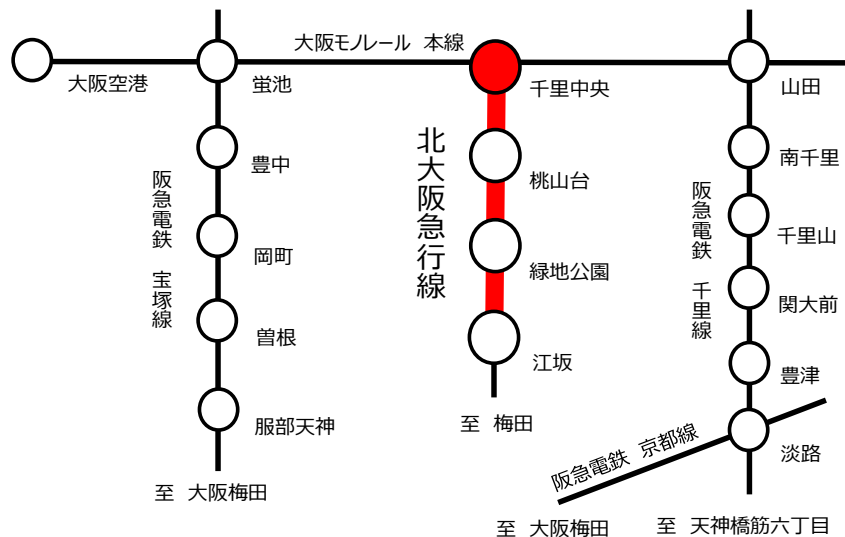 大阪モノレール 本線
大阪空港
蛍池
千里中央
山田
豊中
桃山台
南千里
阪急電鉄 宝塚線
北大阪急行線
阪急電鉄 千里線
岡町
緑地公園
千里山
曽根
江坂
関大前
服部天神
豊津
淡路
阪急電鉄 京都線
至 大阪梅田
至 梅田
至 大阪梅田
至 天神橋筋六丁目